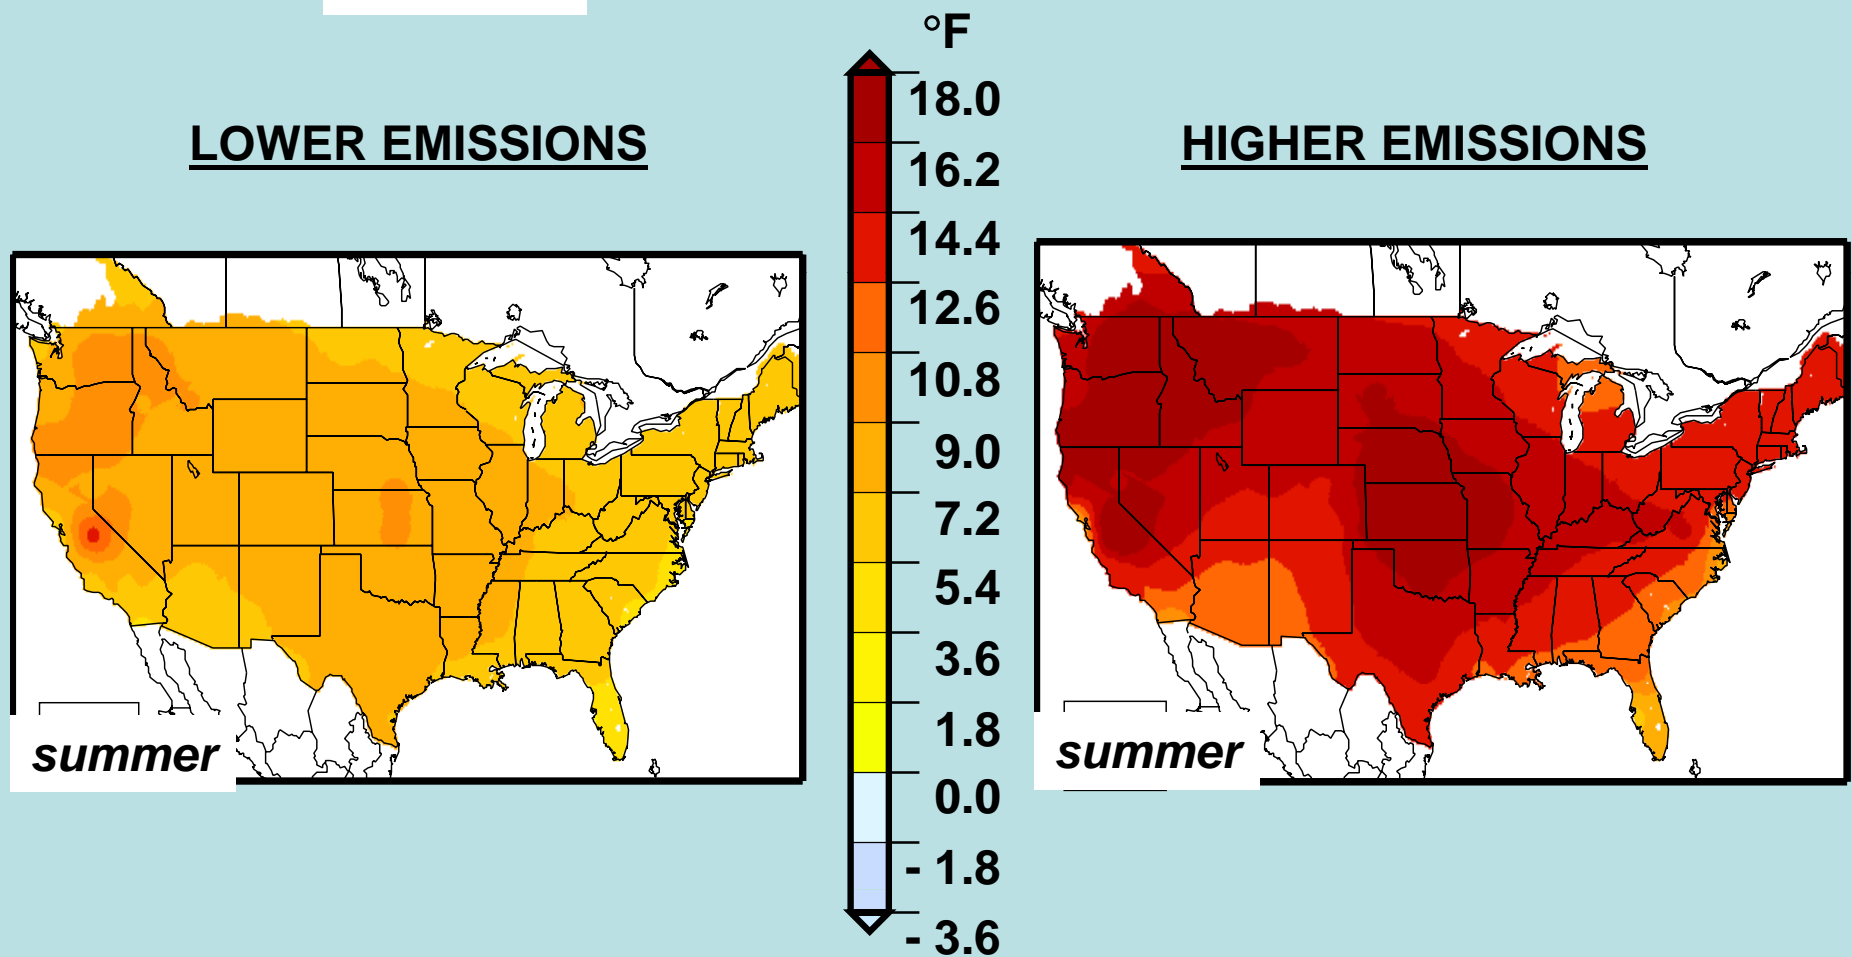 °F
LOWER EMISSIONS
HIGHER EMISSIONS
18.0
16.2
14.4
12.6
10.8
9.0
7.2
5.4
3.6
1.8
0.0
- 1.8
- 3.6
summer
summer